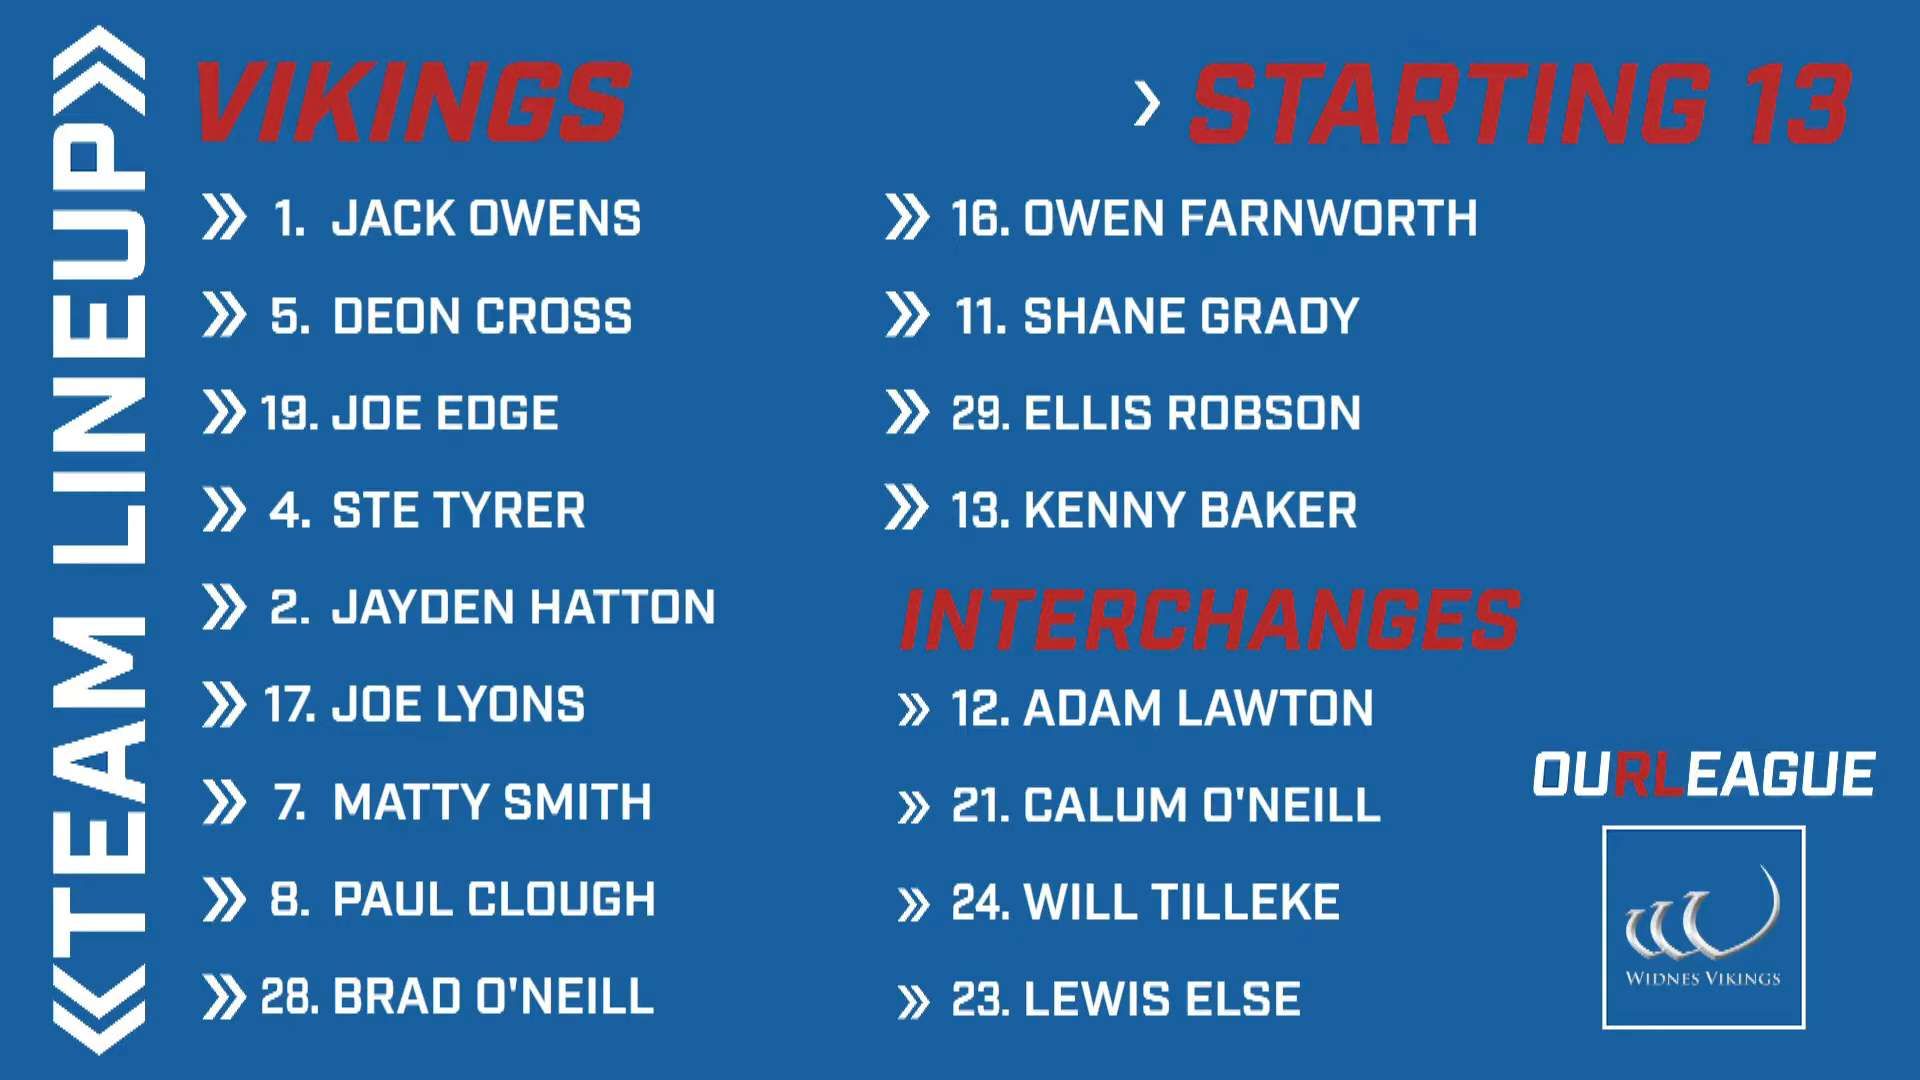 TEAM LINEUP
VIKINGS
STARTING 13
1. JACK OWENS
5. DEON CROSS
19. JOE EDGE
4. STE TYRER
2. JAYDEN HATTON
17. JOE LYONS
7. MATTY SMITH
8. PAUL CLOUGH
28. BRAD O'NEILL
16. OWEN FARNWORTH
11. SHANE GRADY
29. ELLIS ROBSON
13. KENNY BAKER
INTERCHANGES
12. ADAM LAWTON
21. CALUM O'NEILL
24. WILL TILLEKE
23. LEWIS ELSE
OURLEAGUE
WIDNES VIKINGS